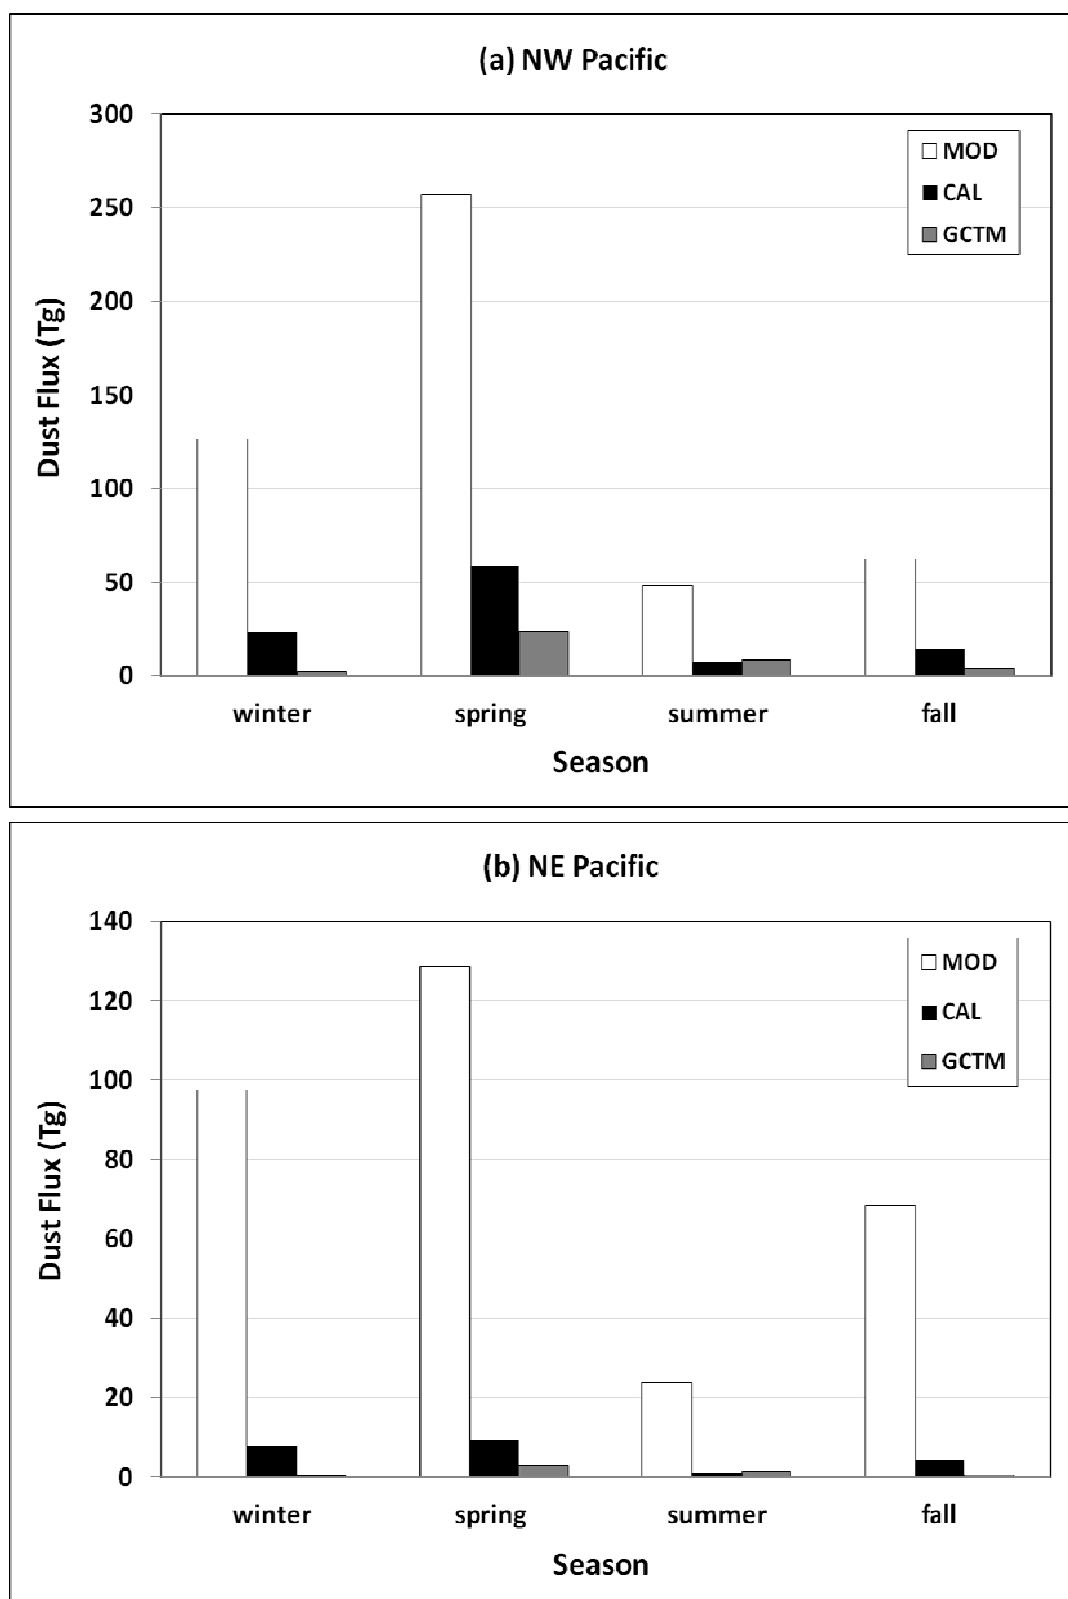 (a) NW Pacific
300
250
200
150
100
50
0
Dust Flux (Tg)
MOD
CAL
GCTM
winter spring summer fall
Season
(b) NE Pacific
140
120
100
80
60
40
20
0
Dust Flux (Tg)
MOD
CAL
GCTM
winter spring summer fall
Season